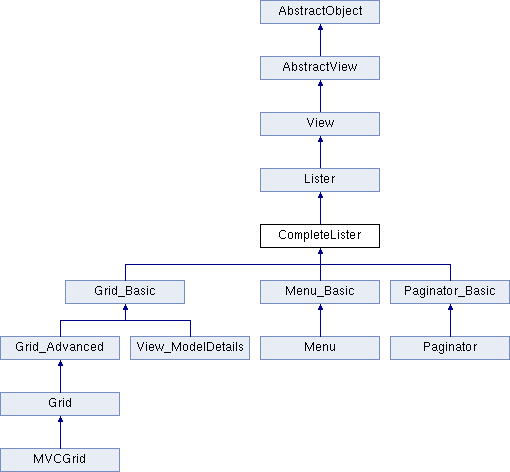 AbstractObject
AbstractView
View
Lister
CompleteLister
Grid_Basic
Menu_Basic
Paginator_Basic
Grid_Advanced
View_ModelDetails
Menu
Paginator
Grid
MVCGrid